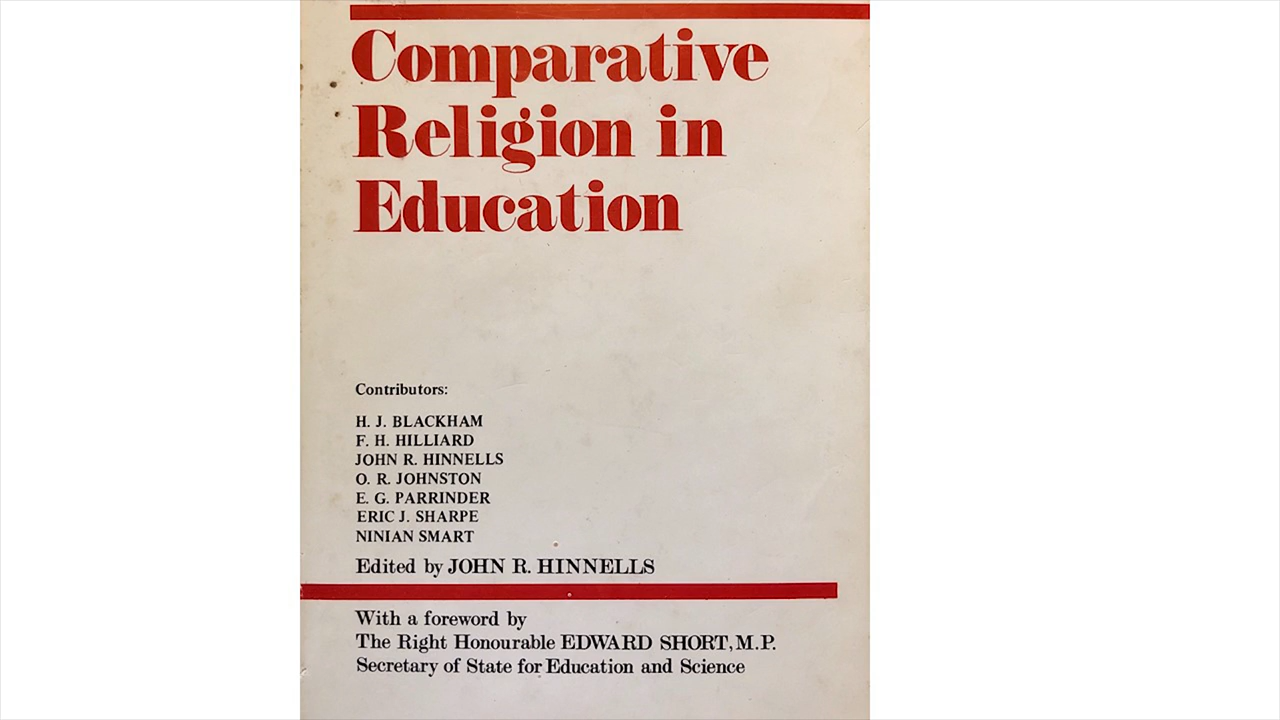 Comparative
Religion in
Education
Contributors:
H. J. BLACKHAM
F. H. HILLIARD
JOHN R. HINNELLS
O. R. JOHNSTON
E. G. PARRINDER
ERIC J. SHARPE
NINIAN SMART
Edited by JOHN R. HINNELLS
With a foreword by
The Right Honourable EDWARD SHORT, M.P.
Secretary of State for Education and Science